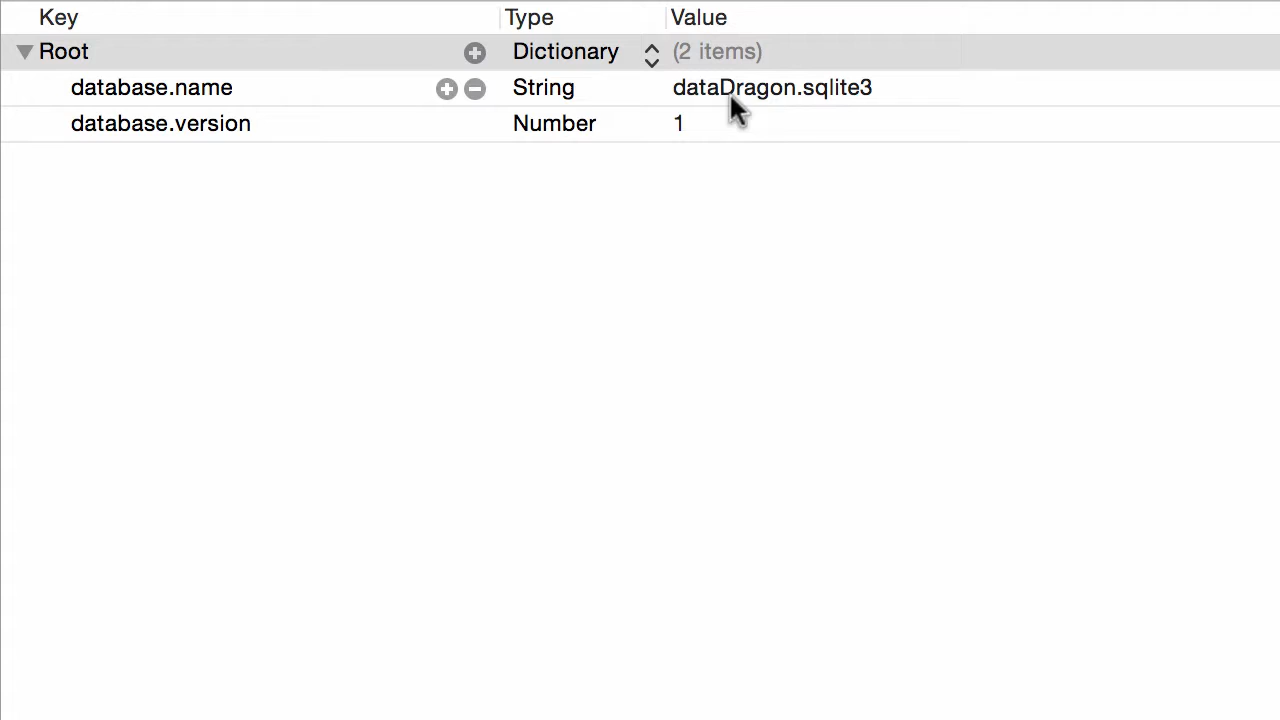 Key Type Value
Root Dictionary (2 items)
database.name String dataDragon.sqlite3
database.version Number 1